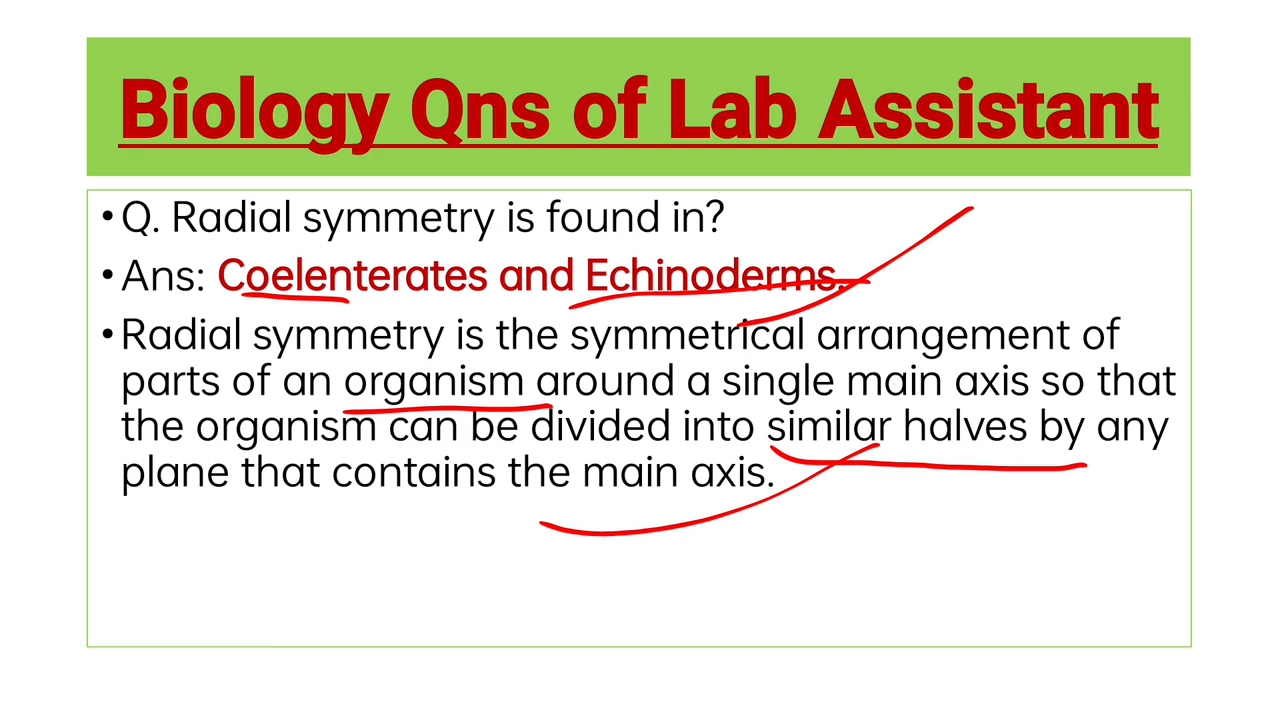 Biology Qns of Lab Assistant
• Q. Radial symmetry is found in?
• Ans: Coelenterates and Echinoderms.
• Radial symmetry is the symmetrical arrangement of
parts of an organism around a single main axis so that
the organism can be divided into similar halves by any
plane that contains the main axis.